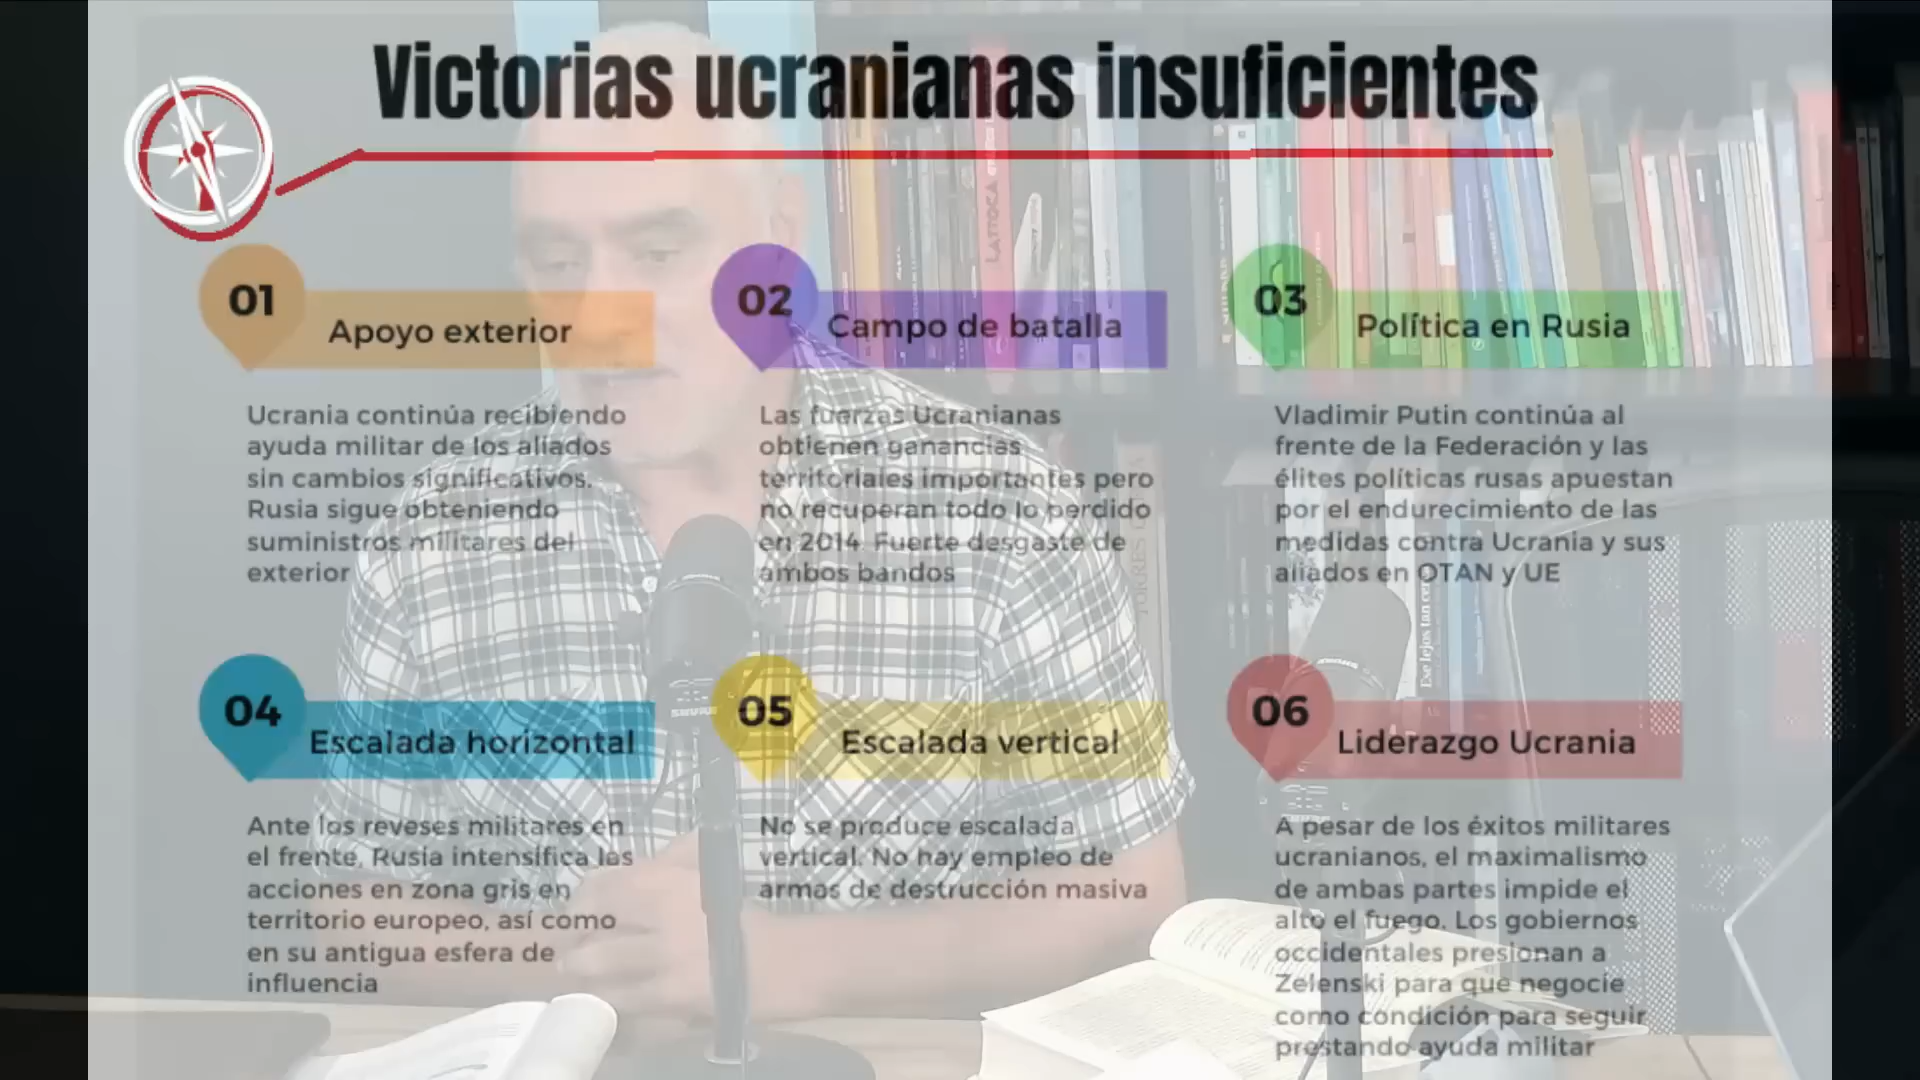 Victorias ucranianas insuficientes
01
Apoyo exterior
Ucrania continúa recibiendo
ayuda militar de los aliados
sin cambios significativos.
Rusia sigue obteniendo
suministros militares del
exterior
02
Campo de batalla
Las fuerzas Ucranianas
obtienen ganancias
territoriales importantes pero
no recuperan todo lo perdido
en 2014. Fuerte desgaste de
ambos bandos
03
Política en Rusia
Vladimir Putin continúa al
frente de la Federación y las
élites políticas rusas apuestan
por el endurecimiento de las
medidas contra Ucrania y sus
aliados en OTAN y UE
04
Escalada horizontal
Ante los reveses militares en
el frente, Rusia intensifica las
acciones en zona gris en
territorio europeo, así como
en su antigua esfera de
influencia
05
Escalada vertical
No se produce escalada
vertical. No hay empleo de
armas de destrucción masiva
06
Liderazgo Ucrania
A pesar de los éxitos militares
ucranianos, el maximalismo
de ambas partes impide el
alto el fuego. Los gobiernos
occidentales presionan a
Zelenski para que negocie
como condición para seguir
prestando ayuda militar
LATTOCA
SHURE